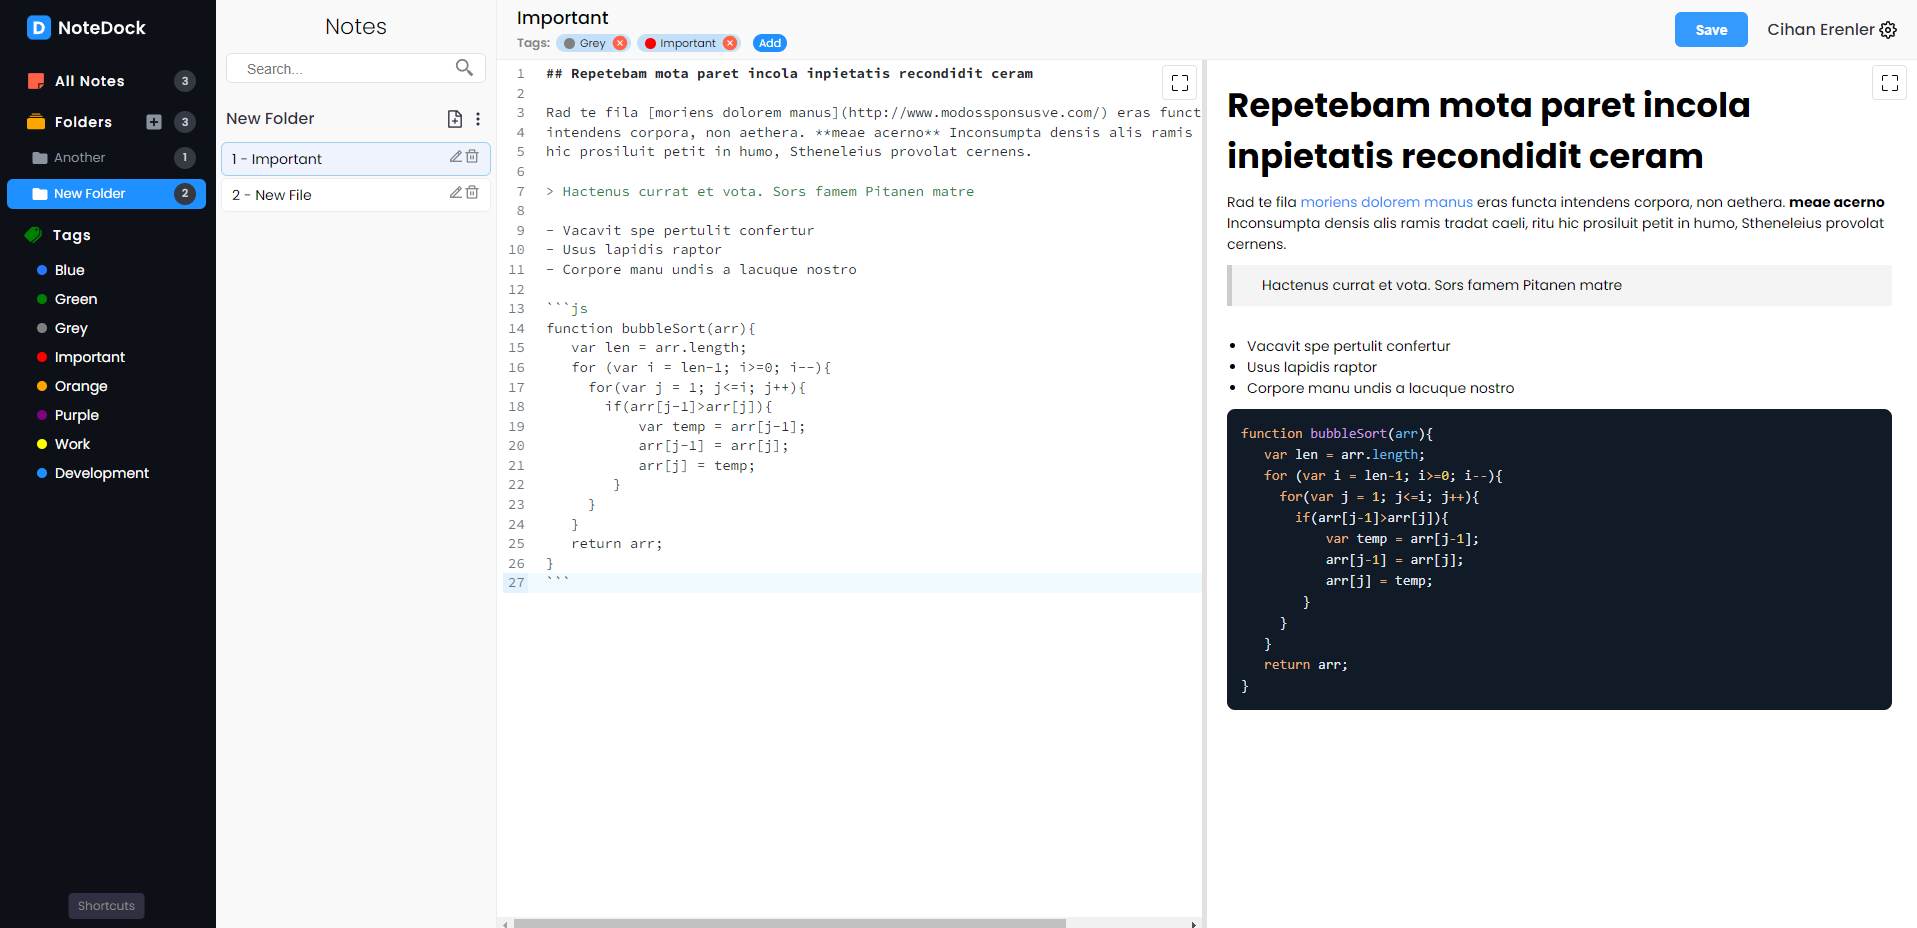 D NoteDock
All Notes 3
Folders 3
Another 1
New Folder 2
Tags
Blue
Green
Grey
Important
Orange
Purple
Work
Development
Shortcuts
Notes
Search...
New Folder
1 - Important
2 - New File
Important
Tags: Grey Important Add
Save
Cihan Erenler
1 ## Repetebam mota paret incola inpietatis recondidit ceram
2
3 Rad te fila [moriens dolorem manus](http://www.modossponsusve.com/) eras funct
4 intendens corpora, non aethera. **meae acerno** Inconsumpta densis alis ramis
5 hic prosiluit petit in humo, Stheneleius provolat cernens.
6
7 > Hactenus currat et vota. Sors famem Pitanen matre
8
9 - Vacavit spe pertulit confertur
10 - Usus lapidis raptor
11 - Corpore manu undis a lacuque nostro
12
13 ```js
14 function bubbleSort(arr){
15    var len = arr.length;
16    for (var i = len-1; i>=0; i--){
17      for(var j = 1; j<=i; j++){
18        if(arr[j-1]>arr[j]){
19            var temp = arr[j-1];
20            arr[j-1] = arr[j];
21            arr[j] = temp;
22         }
23      }
24    }
25    return arr;
26 }
27 ```
Repetebam mota paret incola
inpietatis recondidit ceram
Rad te fila moriens dolorem manus eras functa intendens corpora, non aethera. meae acerno
Inconsumpta densis alis ramis tradat caeli, ritu hic prosiluit petit in humo, Stheneleius provolat
cernens.
Hactenus currat et vota. Sors famem Pitanen matre
• Vacavit spe pertulit confertur
• Usus lapidis raptor
• Corpore manu undis a lacuque nostro
function bubbleSort(arr){
   var len = arr.length;
   for (var i = len-1; i>=0; i--){
     for(var j = 1; j<=i; j++){
       if(arr[j-1]>arr[j]){
           var temp = arr[j-1];
           arr[j-1] = arr[j];
           arr[j] = temp;
        }
     }
   }
   return arr;
}